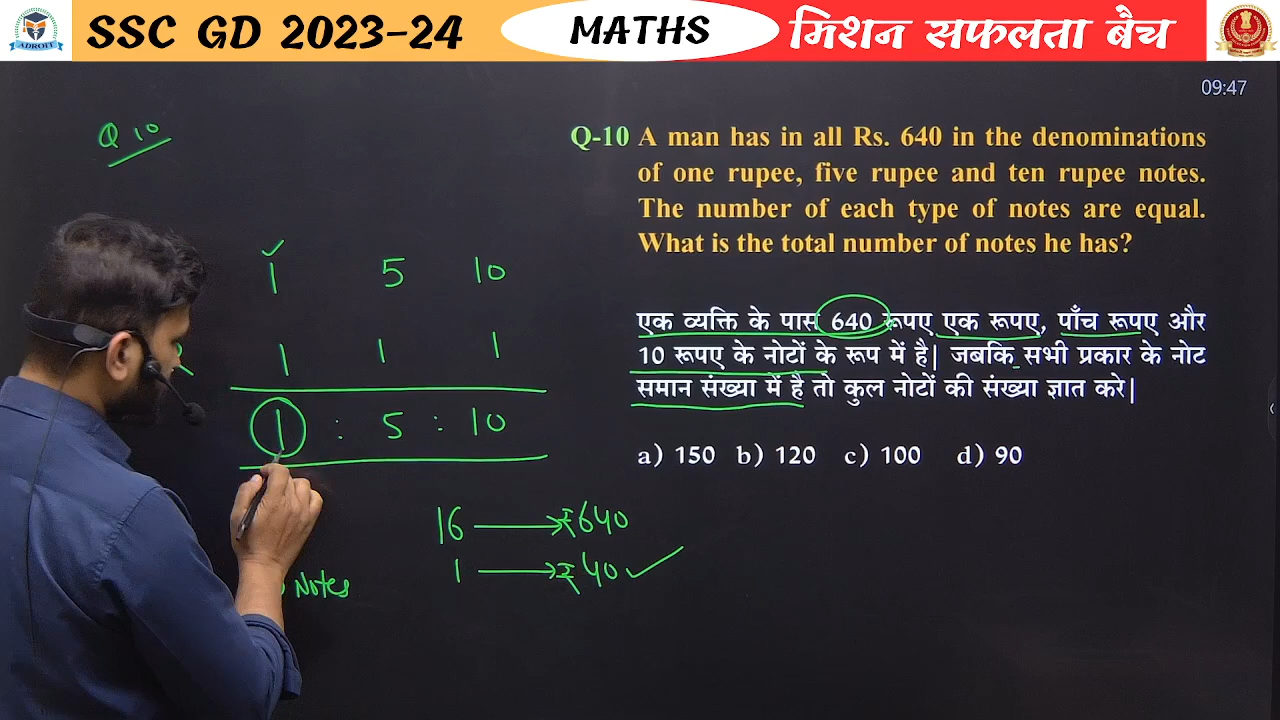 SSC GD 2023-24
MATHS
मिशन सफलता बैच
ADROIT
09:47
Q 10
Q-10 A man has in all Rs. 640 in the denominations
of one rupee, five rupee and ten rupee notes.
The number of each type of notes are equal.
What is the total number of notes he has?
एक व्यक्ति के पास 640 रूपए एक रूपए, पाँच रूपए और
10 रूपए के नोटों के रूप में है| जबकि सभी प्रकार के नोट
समान संख्या में है तो कुल नोटों की संख्या ज्ञात करे|
a) 150 b) 120 c) 100 d) 90
1 5 10
1 1 1
1 : 5 : 10
16 → ₹640
1 → ₹40 ✓
Notes